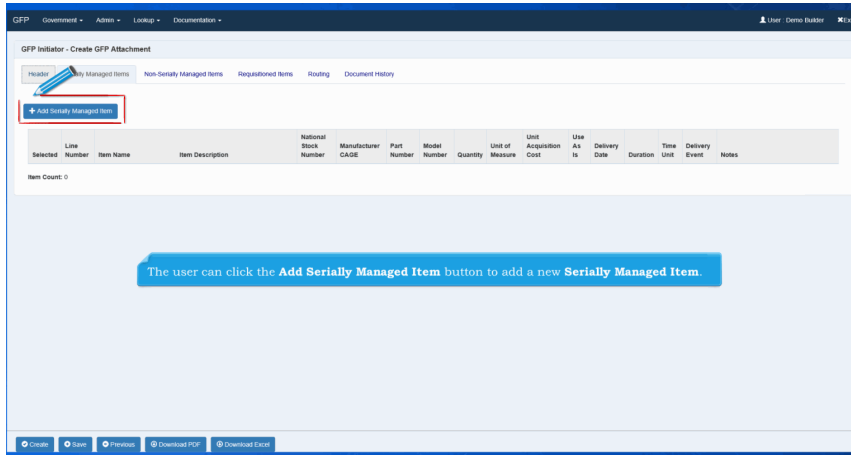 GFP Government Admin Lookup Documentation User : Demo Builder
GFP Initiator - Create GFP Attachment
Header Managed Items Non-Serially Managed Items Requisitioned Items Routing Document History
+ Add Serially Managed Item
Selected Line Number Item Name Item Description National Stock Number Manufacturer CAGE Part Number Model Number Quantity Unit of Measure Unit Acquisition Cost Use As Is Delivery Date Duration Time Unit Delivery Event Notes
Item Count: 0
The user can click the Add Serially Managed Item button to add a new Serially Managed Item.
Create Save Previous Download PDF Download Excel